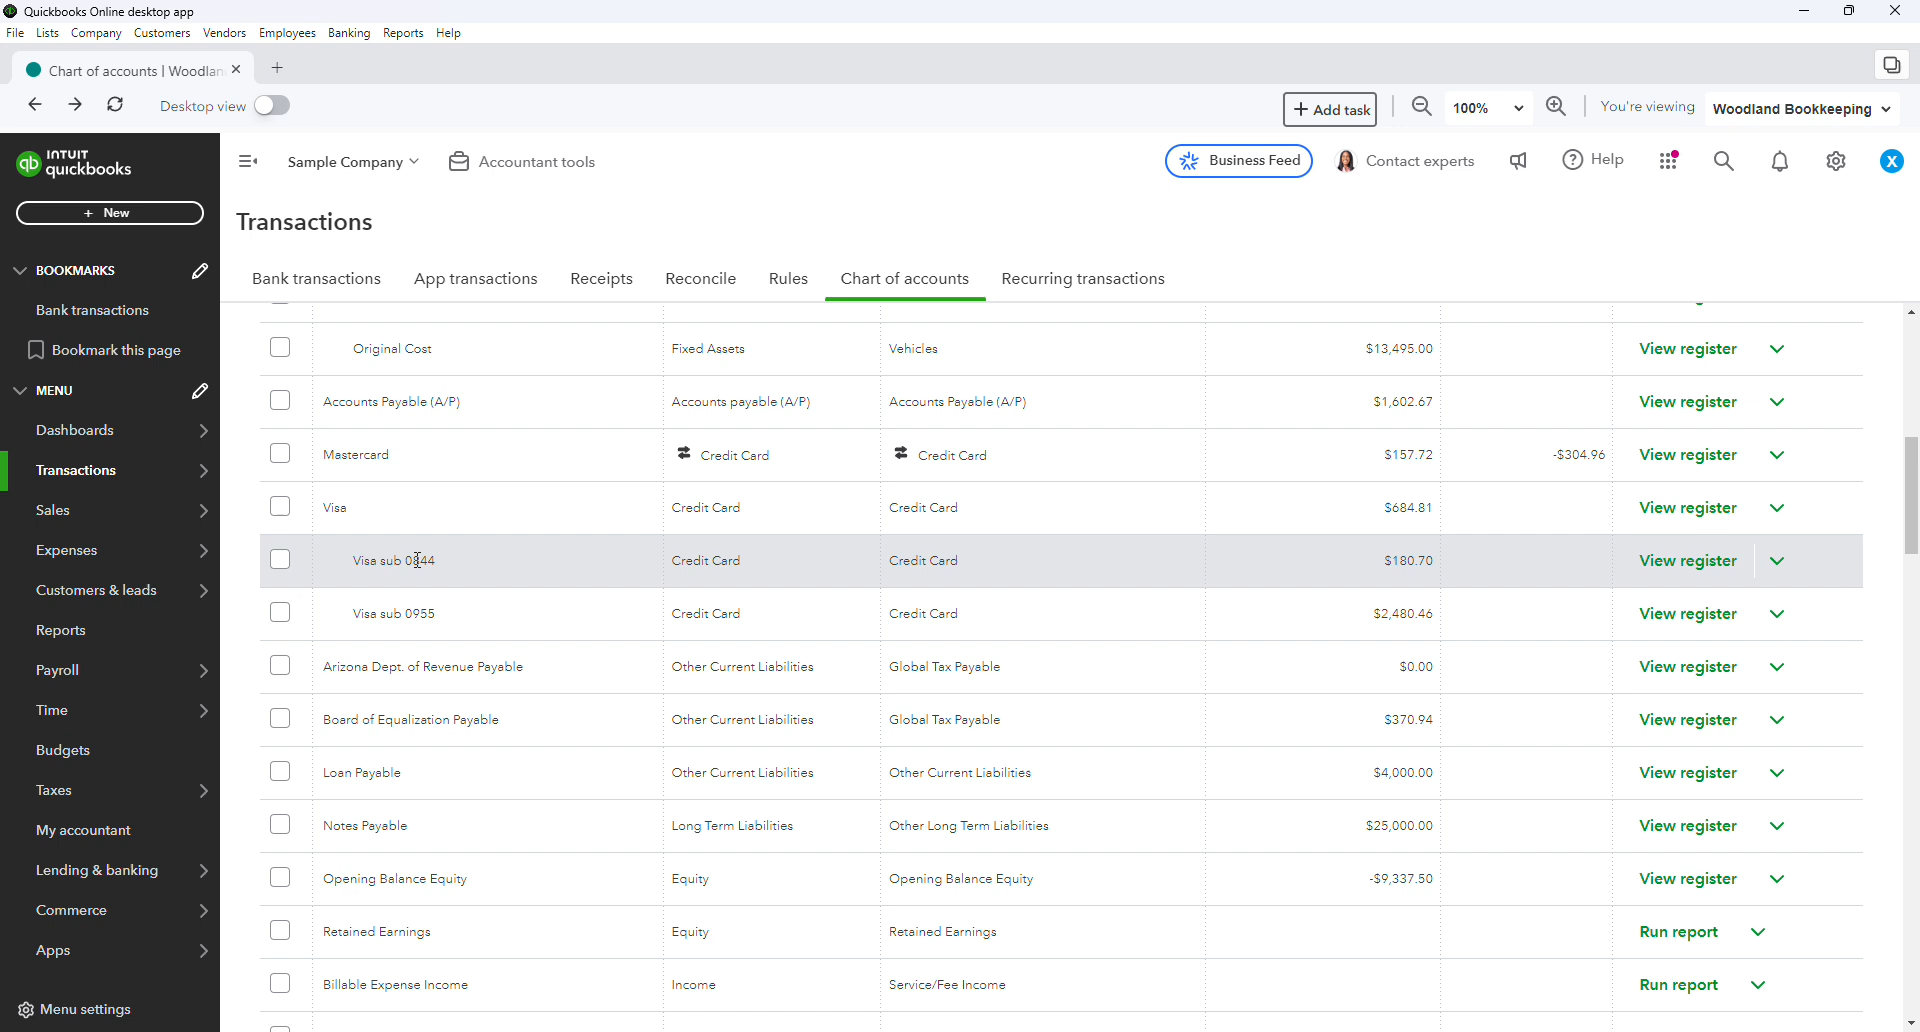 Quickbooks Online desktop app
File Lists Company Customers Vendors Employees Banking Reports Help
Chart of accounts | Woodlan
Desktop view
+ Add task
100%
You're viewing
Woodland Bookkeeping
INTUIT
quickbooks
qb
Sample Company
Accountant tools
Business Feed
Contact experts
Help
X
+ New
BOOKMARKS
Bank transactions
Bookmark this page
MENU
Dashboards
Transactions
Sales
Expenses
Customers & leads
Reports
Payroll
Time
Budgets
Taxes
My accountant
Lending & banking
Commerce
Apps
Menu settings
Transactions
Bank transactions App transactions Receipts Reconcile Rules Chart of accounts Recurring transactions
Original Cost Fixed Assets Vehicles $13,495.00 View register
Accounts Payable (A/P) Accounts payable (A/P) Accounts Payable (A/P) $1,602.67 View register
Mastercard Credit Card Credit Card $157.72 -$304.96 View register
Visa Credit Card Credit Card $684.81 View register
Visa sub 0844 Credit Card Credit Card $180.70 View register
Visa sub 0955 Credit Card Credit Card $2,480.46 View register
Arizona Dept. of Revenue Payable Other Current Liabilities Global Tax Payable $0.00 View register
Board of Equalization Payable Other Current Liabilities Global Tax Payable $370.94 View register
Loan Payable Other Current Liabilities Other Current Liabilities $4,000.00 View register
Notes Payable Long Term Liabilities Other Long Term Liabilities $25,000.00 View register
Opening Balance Equity Equity Opening Balance Equity -$9,337.50 View register
Retained Earnings Equity Retained Earnings Run report
Billable Expense Income Income Service/Fee Income Run report